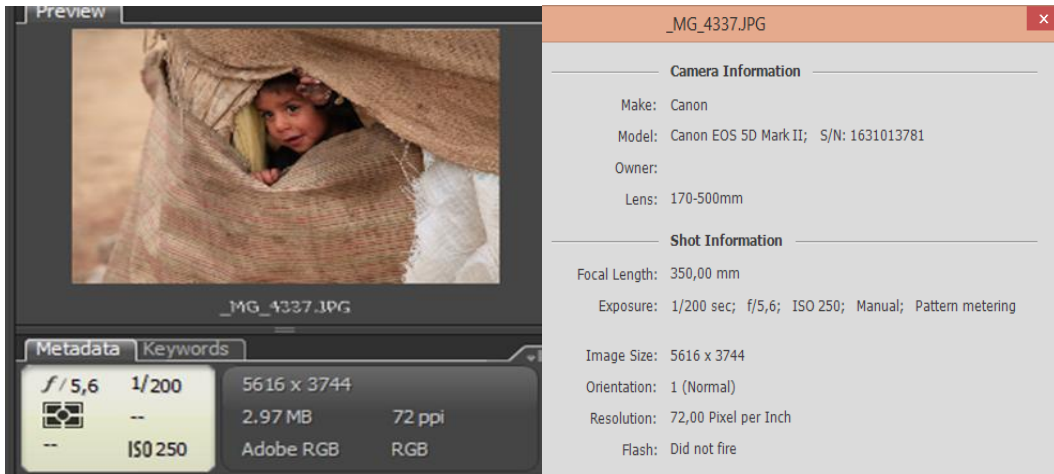 Preview
_MG_4337.JPG
Metadata Keywords
f/5,6 1/200
--
-- ISO 250
5616 x 3744
2.97 MB 72 ppi
Adobe RGB RGB
_MG_4337.JPG
x
Camera Information
Make: Canon
Model: Canon EOS 5D Mark II; S/N: 1631013781
Owner:
Lens: 170-500mm
Shot Information
Focal Length: 350,00 mm
Exposure: 1/200 sec; f/5,6; ISO 250; Manual; Pattern metering
Image Size: 5616 x 3744
Orientation: 1 (Normal)
Resolution: 72,00 Pixel per Inch
Flash: Did not fire